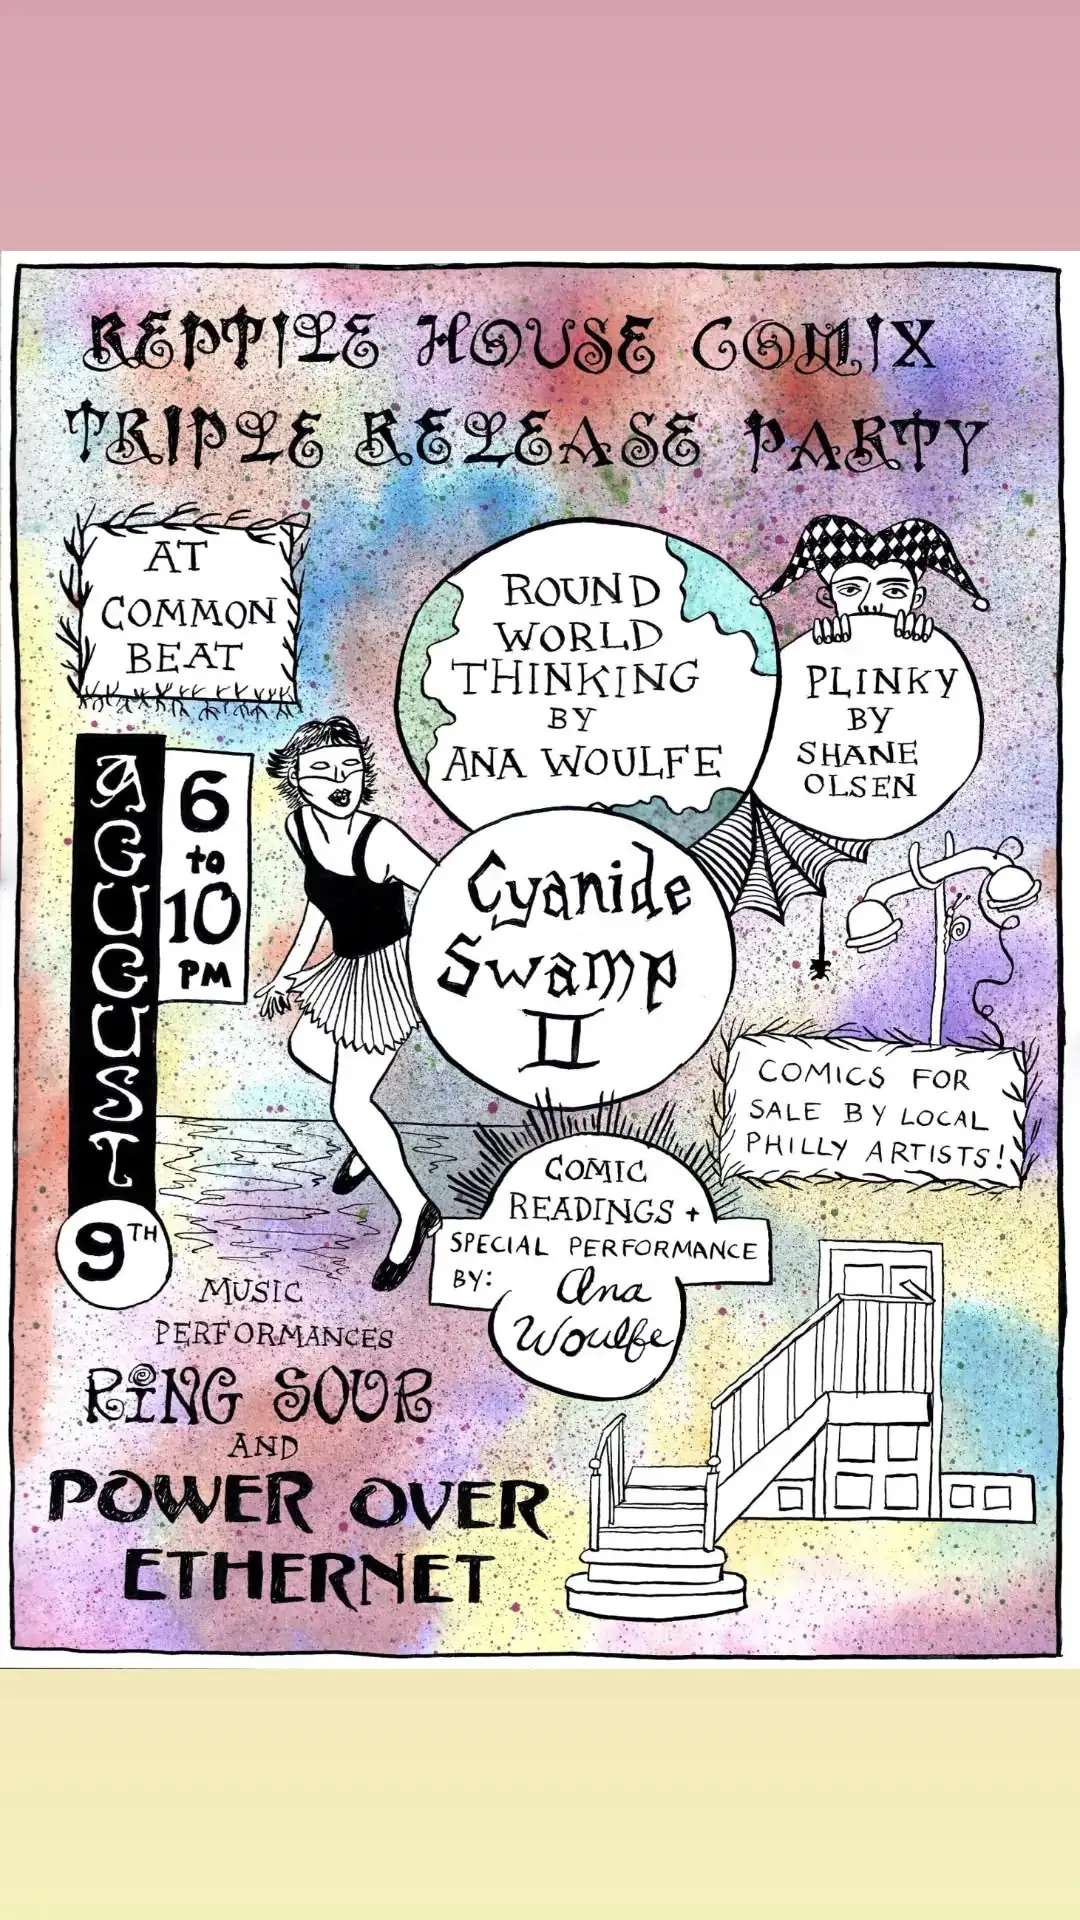 REPTILE HOUSE COMIX
TRIPLE RELEASE PARTY
AT
COMMON
BEAT
ROUND
WORLD
THINKING
BY
ANA WOULFE
PLINKY
BY
SHANE
OLSEN
AUGUST
9TH
6
to
10
PM
Cyanide
Swamp
II
COMICS FOR
SALE BY LOCAL
PHILLY ARTISTS!
COMIC
READINGS +
SPECIAL PERFORMANCE
BY: Ana
Woulfe
MUSIC
PERFORMANCES
RiNG SOUR
AND
POWER OVER
ETHERNET